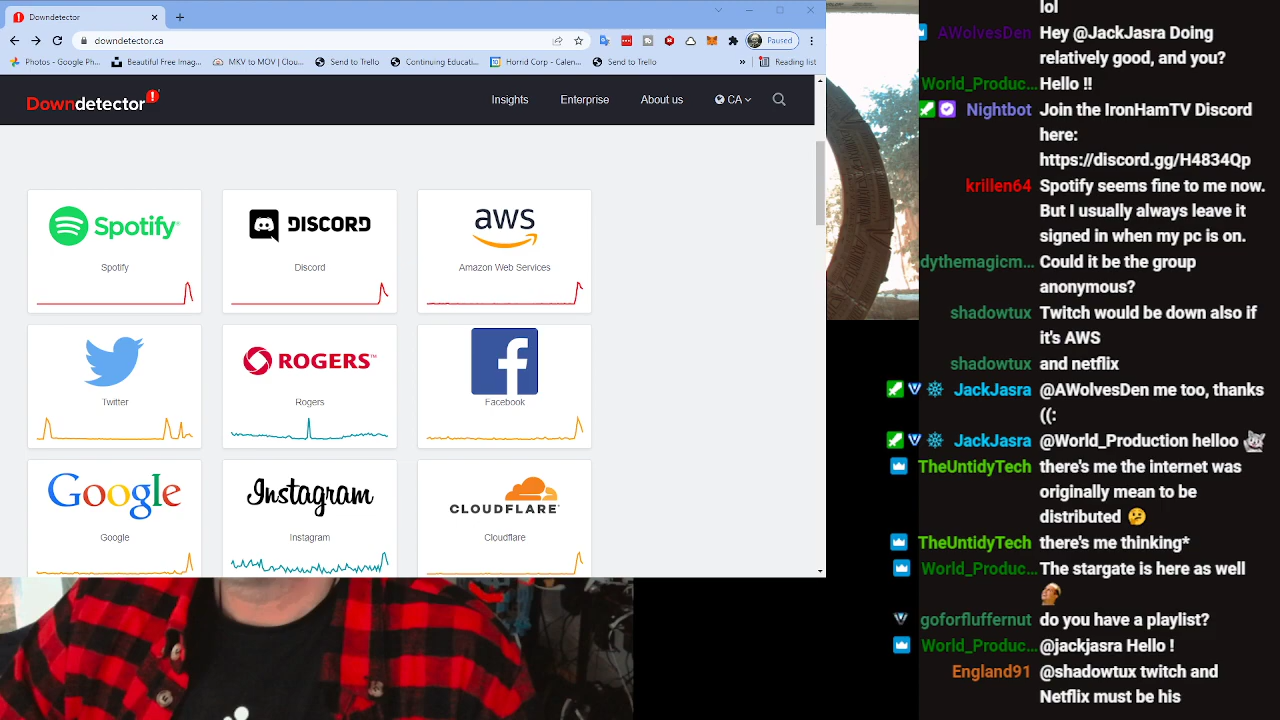 Downdetector
downdetector.ca
Paused
Photos - Google Ph...
Beautiful Free Imag...
MKV to MOV | Cloud...
Send to Trello
Continuing Educati...
Horrid Corp - Calen...
Send to Trello
»
Reading list
Downdetector
Insights
Enterprise
About us
CA
Spotify
Spotify
DISCORD
Discord
aws
Amazon Web Services
Twitter
ROGERS™
Rogers
Facebook
Google
Google
Instagram
Instagram
CLOUDFLARE
Cloudflare
lol
AWolvesDen Hey @JackJasra Doing
relatively good, and you?
World_Produc... Hello !!
Nightbot Join the IronHamTV Discord
here:
https://discord.gg/H4834Qp
krillen64 Spotify seems fine to me now.
But I usually always leave it
signed in when my pc is on.
dythemagicm... Could it be the group
anonymous?
shadowtux Twitch would be down also if
it's AWS
shadowtux and netflix
JackJasra @AWolvesDen me too, thanks
((:
JackJasra @World_Production helloo
TheUntidyTech there's me the internet was
originally mean to be
distributed
TheUntidyTech there's me thinking*
World_Produc... The stargate is here as well
goforfluffernut do you have a playlist?
World_Produc... @jackjasra Hello !
England91 @shadowtux twitch and
Netflix must be his